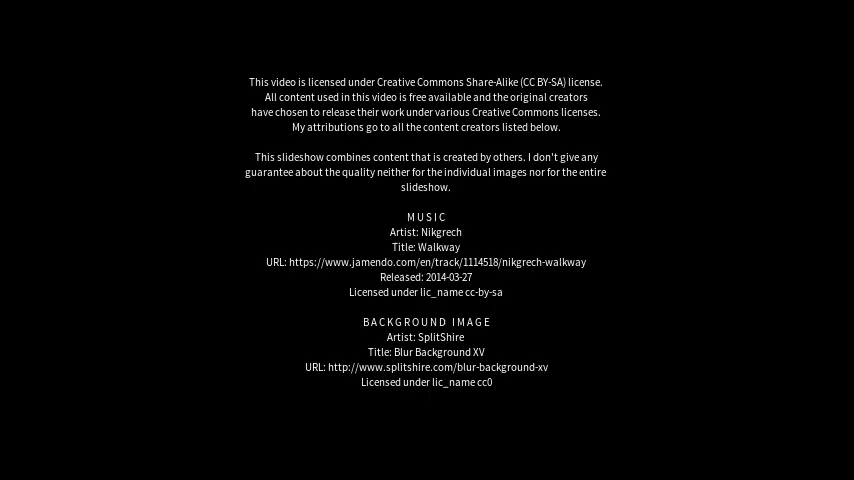 This video is licensed under Creative Commons Share-Alike (CC BY-SA) license.
All content used in this video is free available and the original creators
have chosen to release their work under various Creative Commons licenses.
My attributions go to all the content creators listed below.
This slideshow combines content that is created by others. I don't give any
guarantee about the quality neither for the individual images nor for the entire
slideshow.
MUSIC
Artist: Nikgrech
Title: Walkway
URL: https://www.jamendo.com/en/track/1114518/nikgrech-walkway
Released: 2014-03-27
Licensed under lic_name cc-by-sa
BACKGROUND IMAGE
Artist: SplitShire
Title: Blur Background XV
URL: http://www.splitshire.com/blur-background-xv
Licensed under lic_name cc0